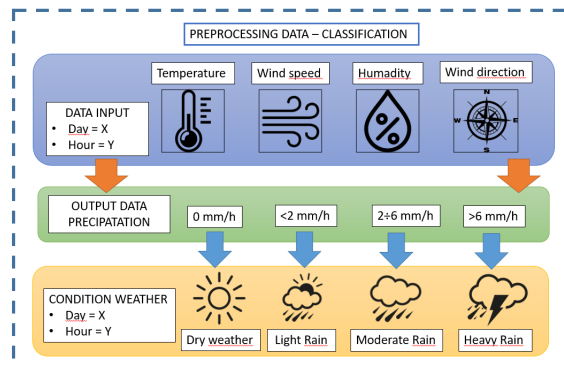 PREPROCESSING DATA – CLASSIFICATION
Temperature
Wind speed
Humadity
Wind direction
DATA INPUT
• Day = X
• Hour = Y
N
W
E
S
OUTPUT DATA
PRECIPATATION
0 mm/h
<2 mm/h
2÷6 mm/h
>6 mm/h
CONDITION WEATHER
• Day = X
• Hour = Y
Dry weather
Light Rain
Moderate Rain
Heavy Rain